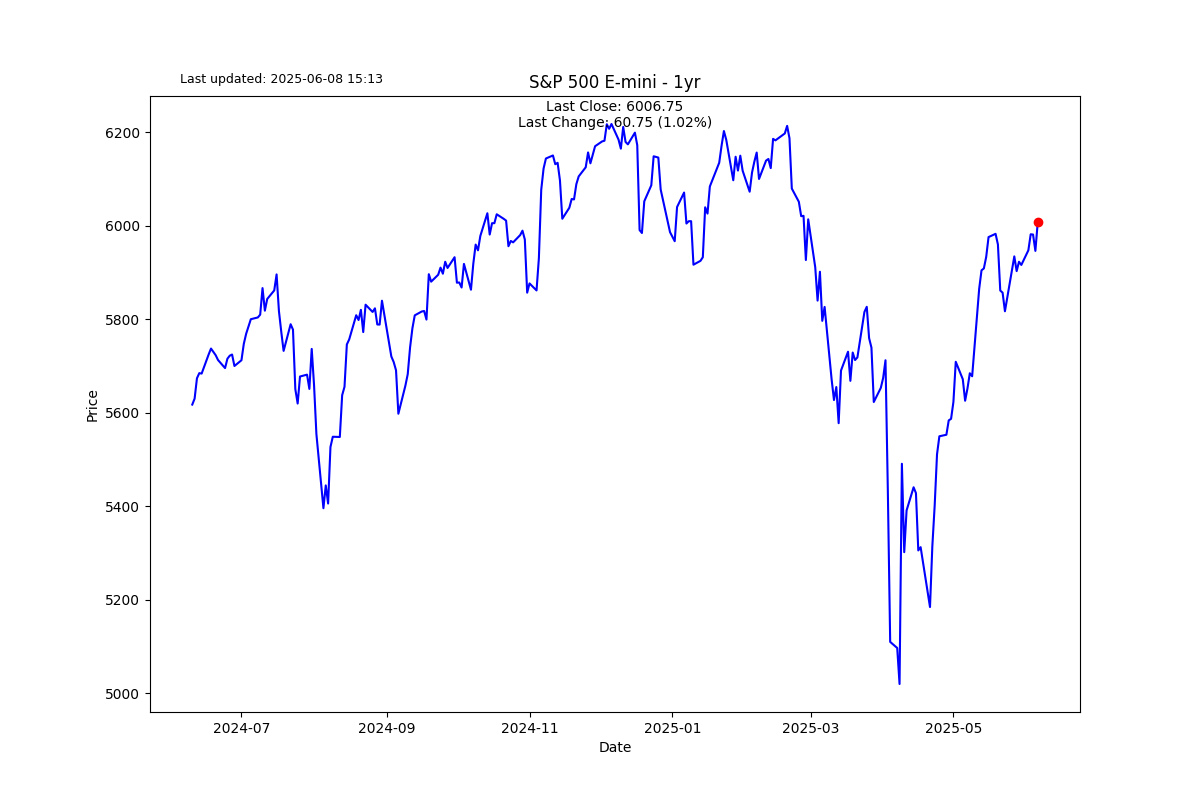 Last updated: 2025-06-08 15:13
S&P 500 E-mini - 1yr
Last Close: 6006.75
Last Change: 60.75 (1.02%)
6200
6000
5800
5600
5400
5200
5000
Price
2024-07
2024-09
2024-11
2025-01
2025-03
2025-05
Date